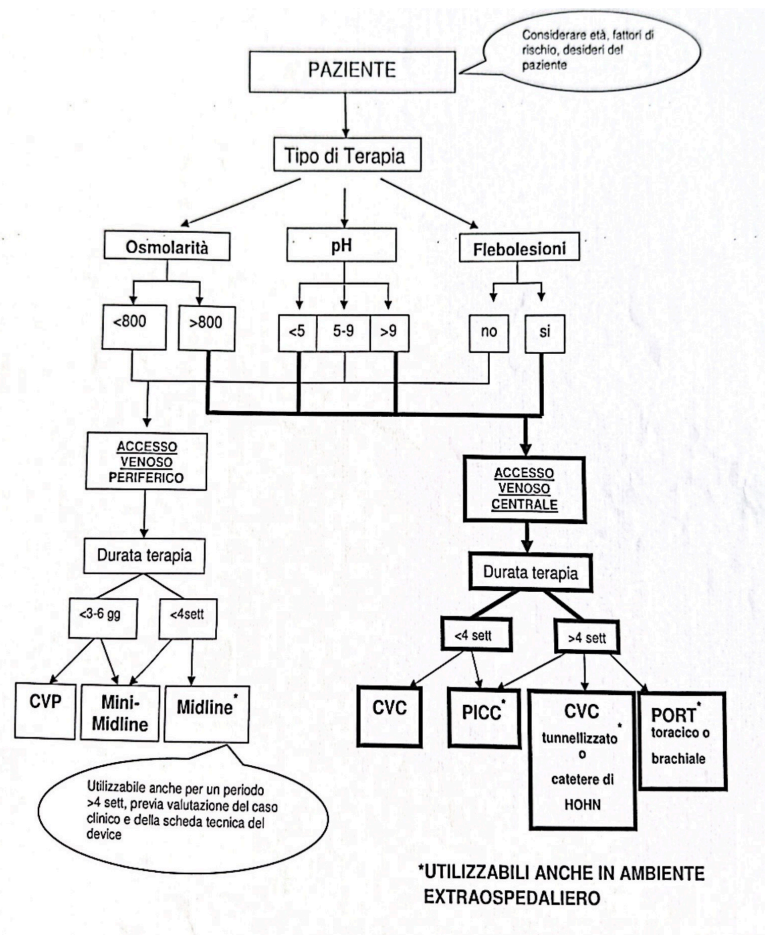 Considerare età, fattori di
rischio, desideri del
paziente
PAZIENTE
Tipo di Terapia
Osmolarità
pH
Flebolesioni
<800
>800
<5
5-9
>9
no
si
ACCESSO
VENOSO
PERIFERICO
ACCESSO
VENOSO
CENTRALE
Durata terapia
Durata terapia
<3-6 gg
<4sett
<4 sett
>4 sett
CVP
Mini-
Midline
Midline*
CVC
PICC*
CVC
tunnellizzato*
o
catetere di
HOHN
PORT*
toracico o
brachiale
Utilizzabile anche per un periodo
>4 sett, previa valutazione del caso
clinico e della scheda tecnica del
device
*UTILIZZABILI ANCHE IN AMBIENTE
EXTRAOSPEDALIERO